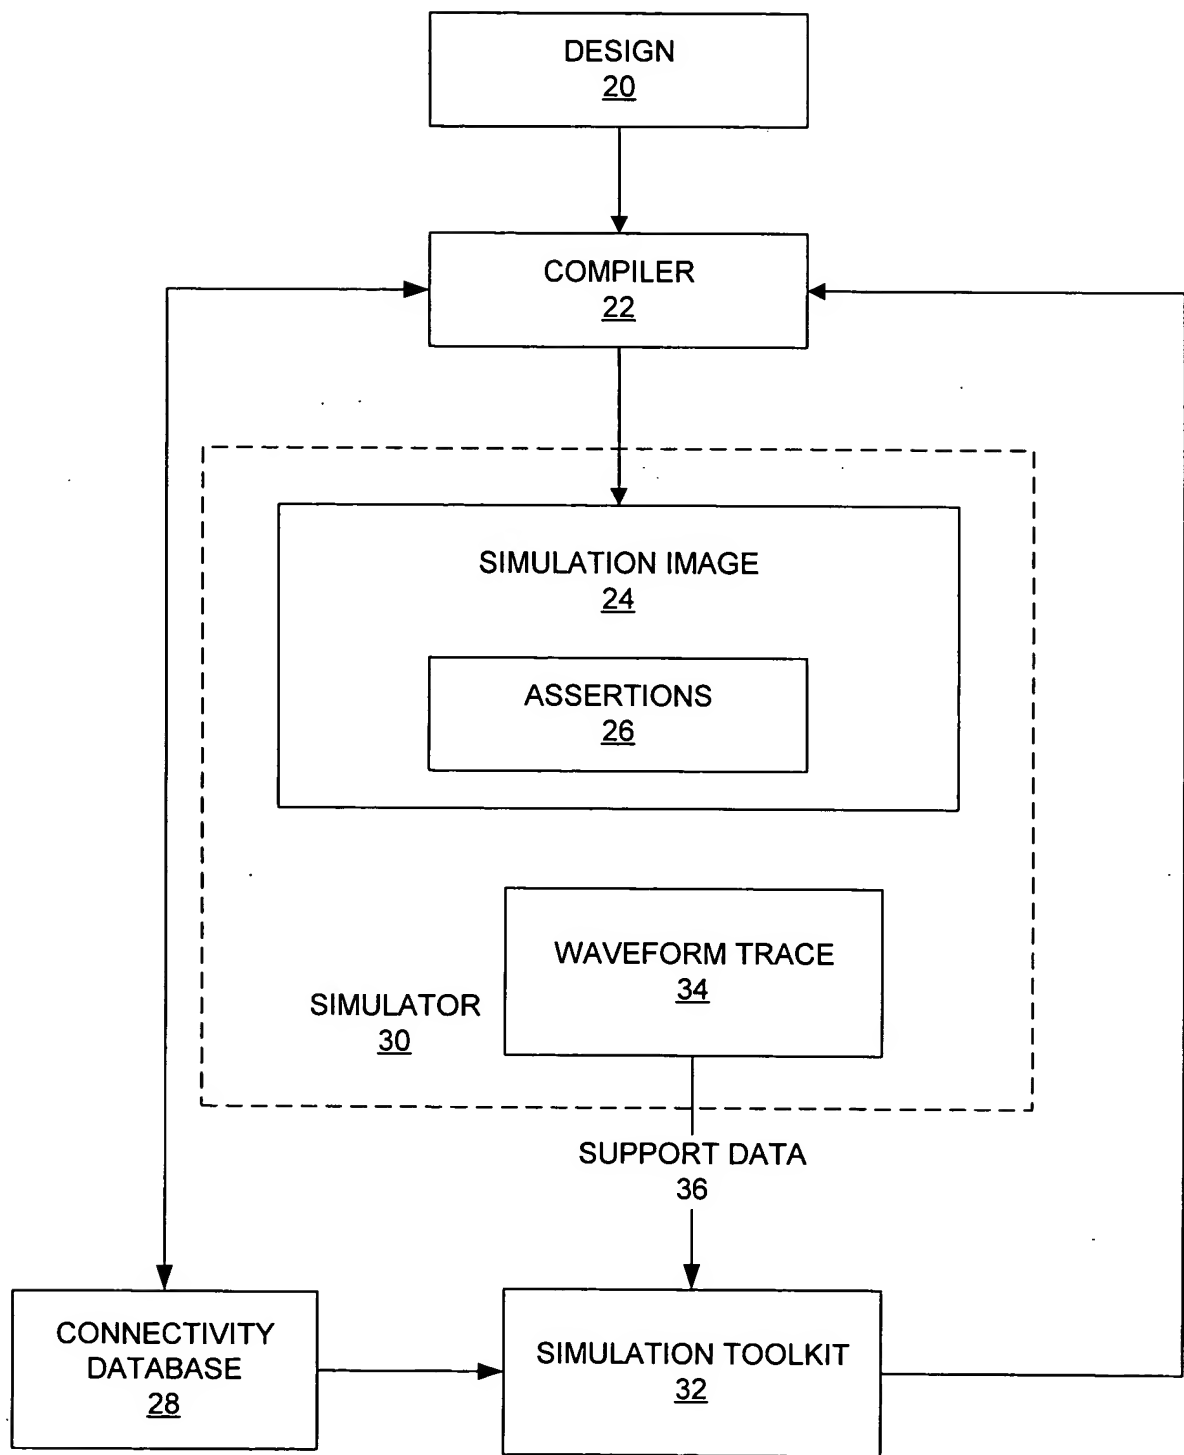 DESIGN
20
COMPILER
22
SIMULATION IMAGE
24
ASSERTIONS
26
WAVEFORM TRACE
34
SIMULATOR
30
SUPPORT DATA
36
CONNECTIVITY
DATABASE
28
SIMULATION TOOLKIT
32